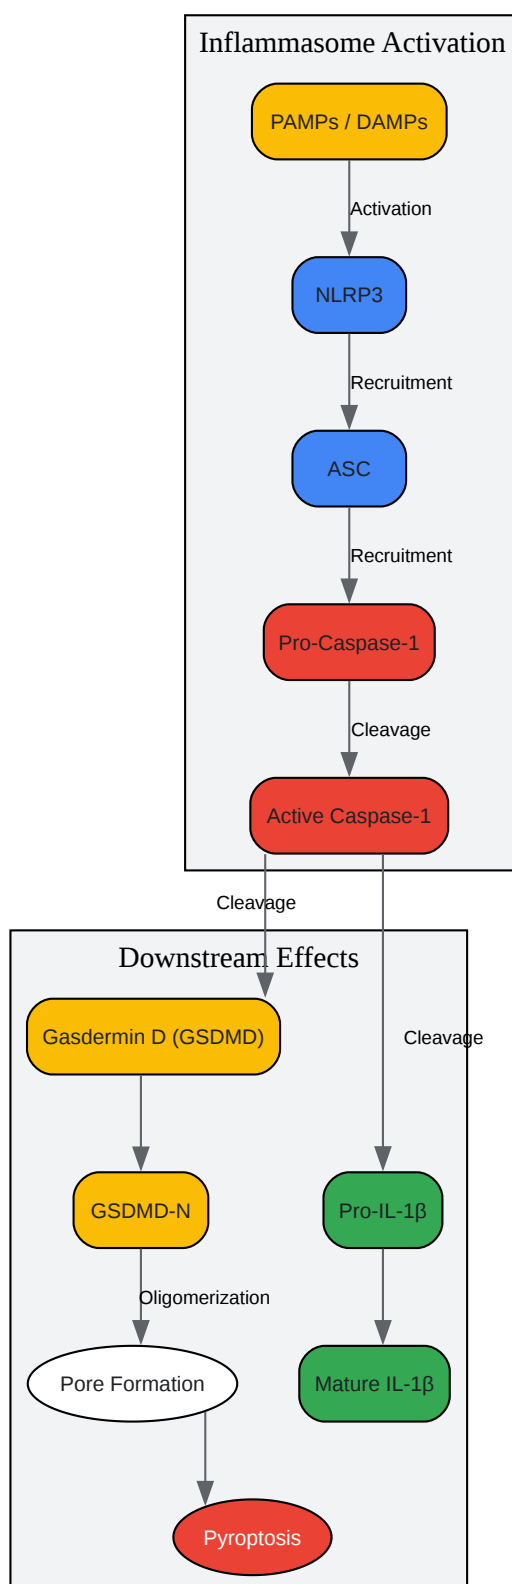 Inflammasome Activation
PAMPs / DAMPs
Activation
NLRP3
Recruitment
ASC
Recruitment
Pro-Caspase-1
Cleavage
Active Caspase-1
Cleavage
Downstream Effects
Gasdermin D (GSDMD)
Cleavage
GSDMD-N
Pro-IL-1β
Oligomerization
Pore Formation
Mature IL-1β
Pyroptosis